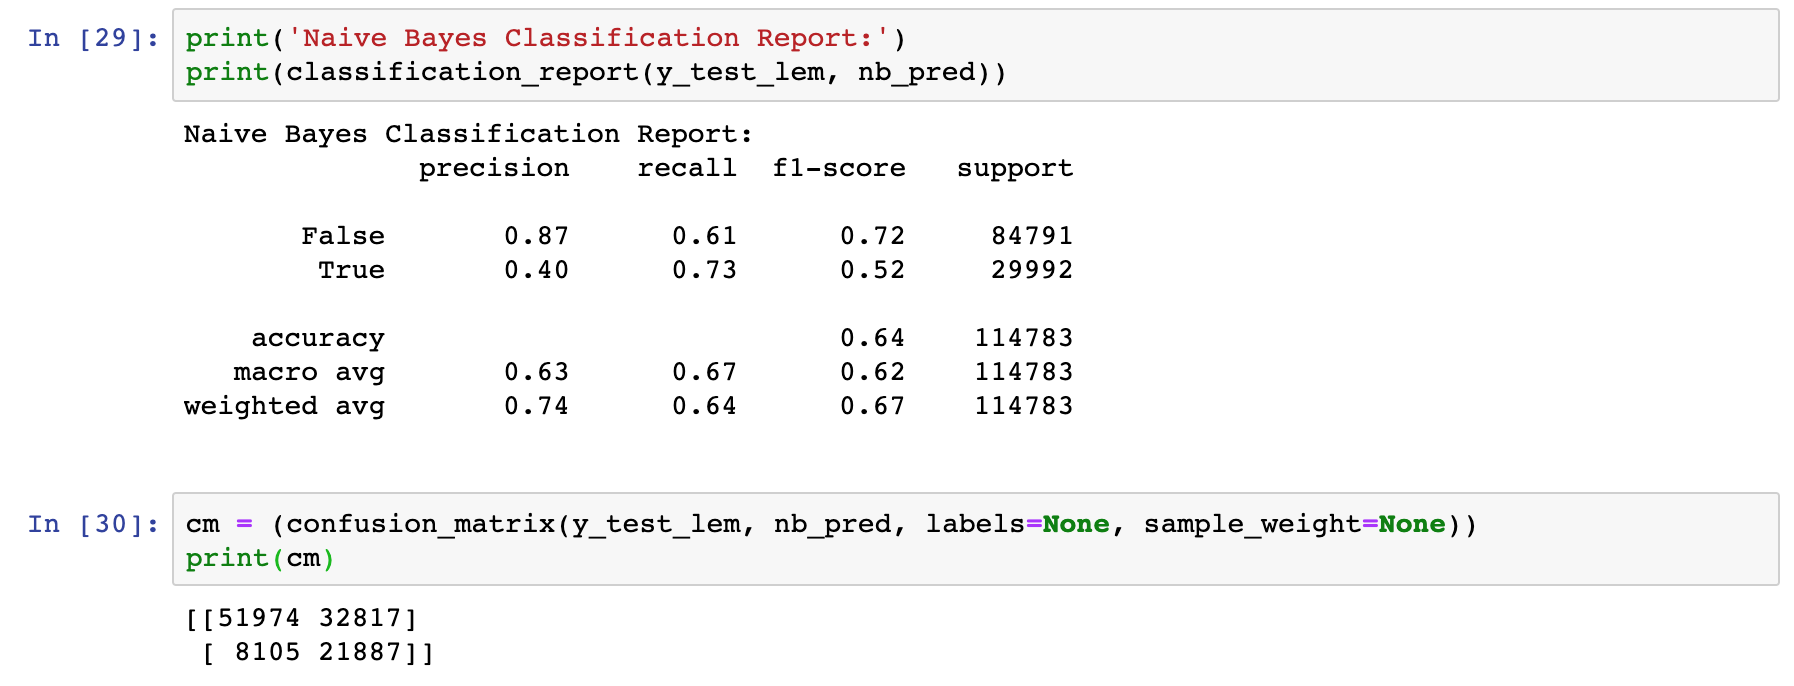 In [29]: print('Naive Bayes Classification Report:')
print(classification_report(y_test_lem, nb_pred))
Naive Bayes Classification Report:
              precision    recall  f1-score   support

       False       0.87      0.61      0.72     84791
        True       0.40      0.73      0.52     29992

    accuracy                           0.64    114783
   macro avg       0.63      0.67      0.62    114783
weighted avg       0.74      0.64      0.67    114783

In [30]: cm = (confusion_matrix(y_test_lem, nb_pred, labels=None, sample_weight=None))
print(cm)
[[51974 32817]
 [ 8105 21887]]